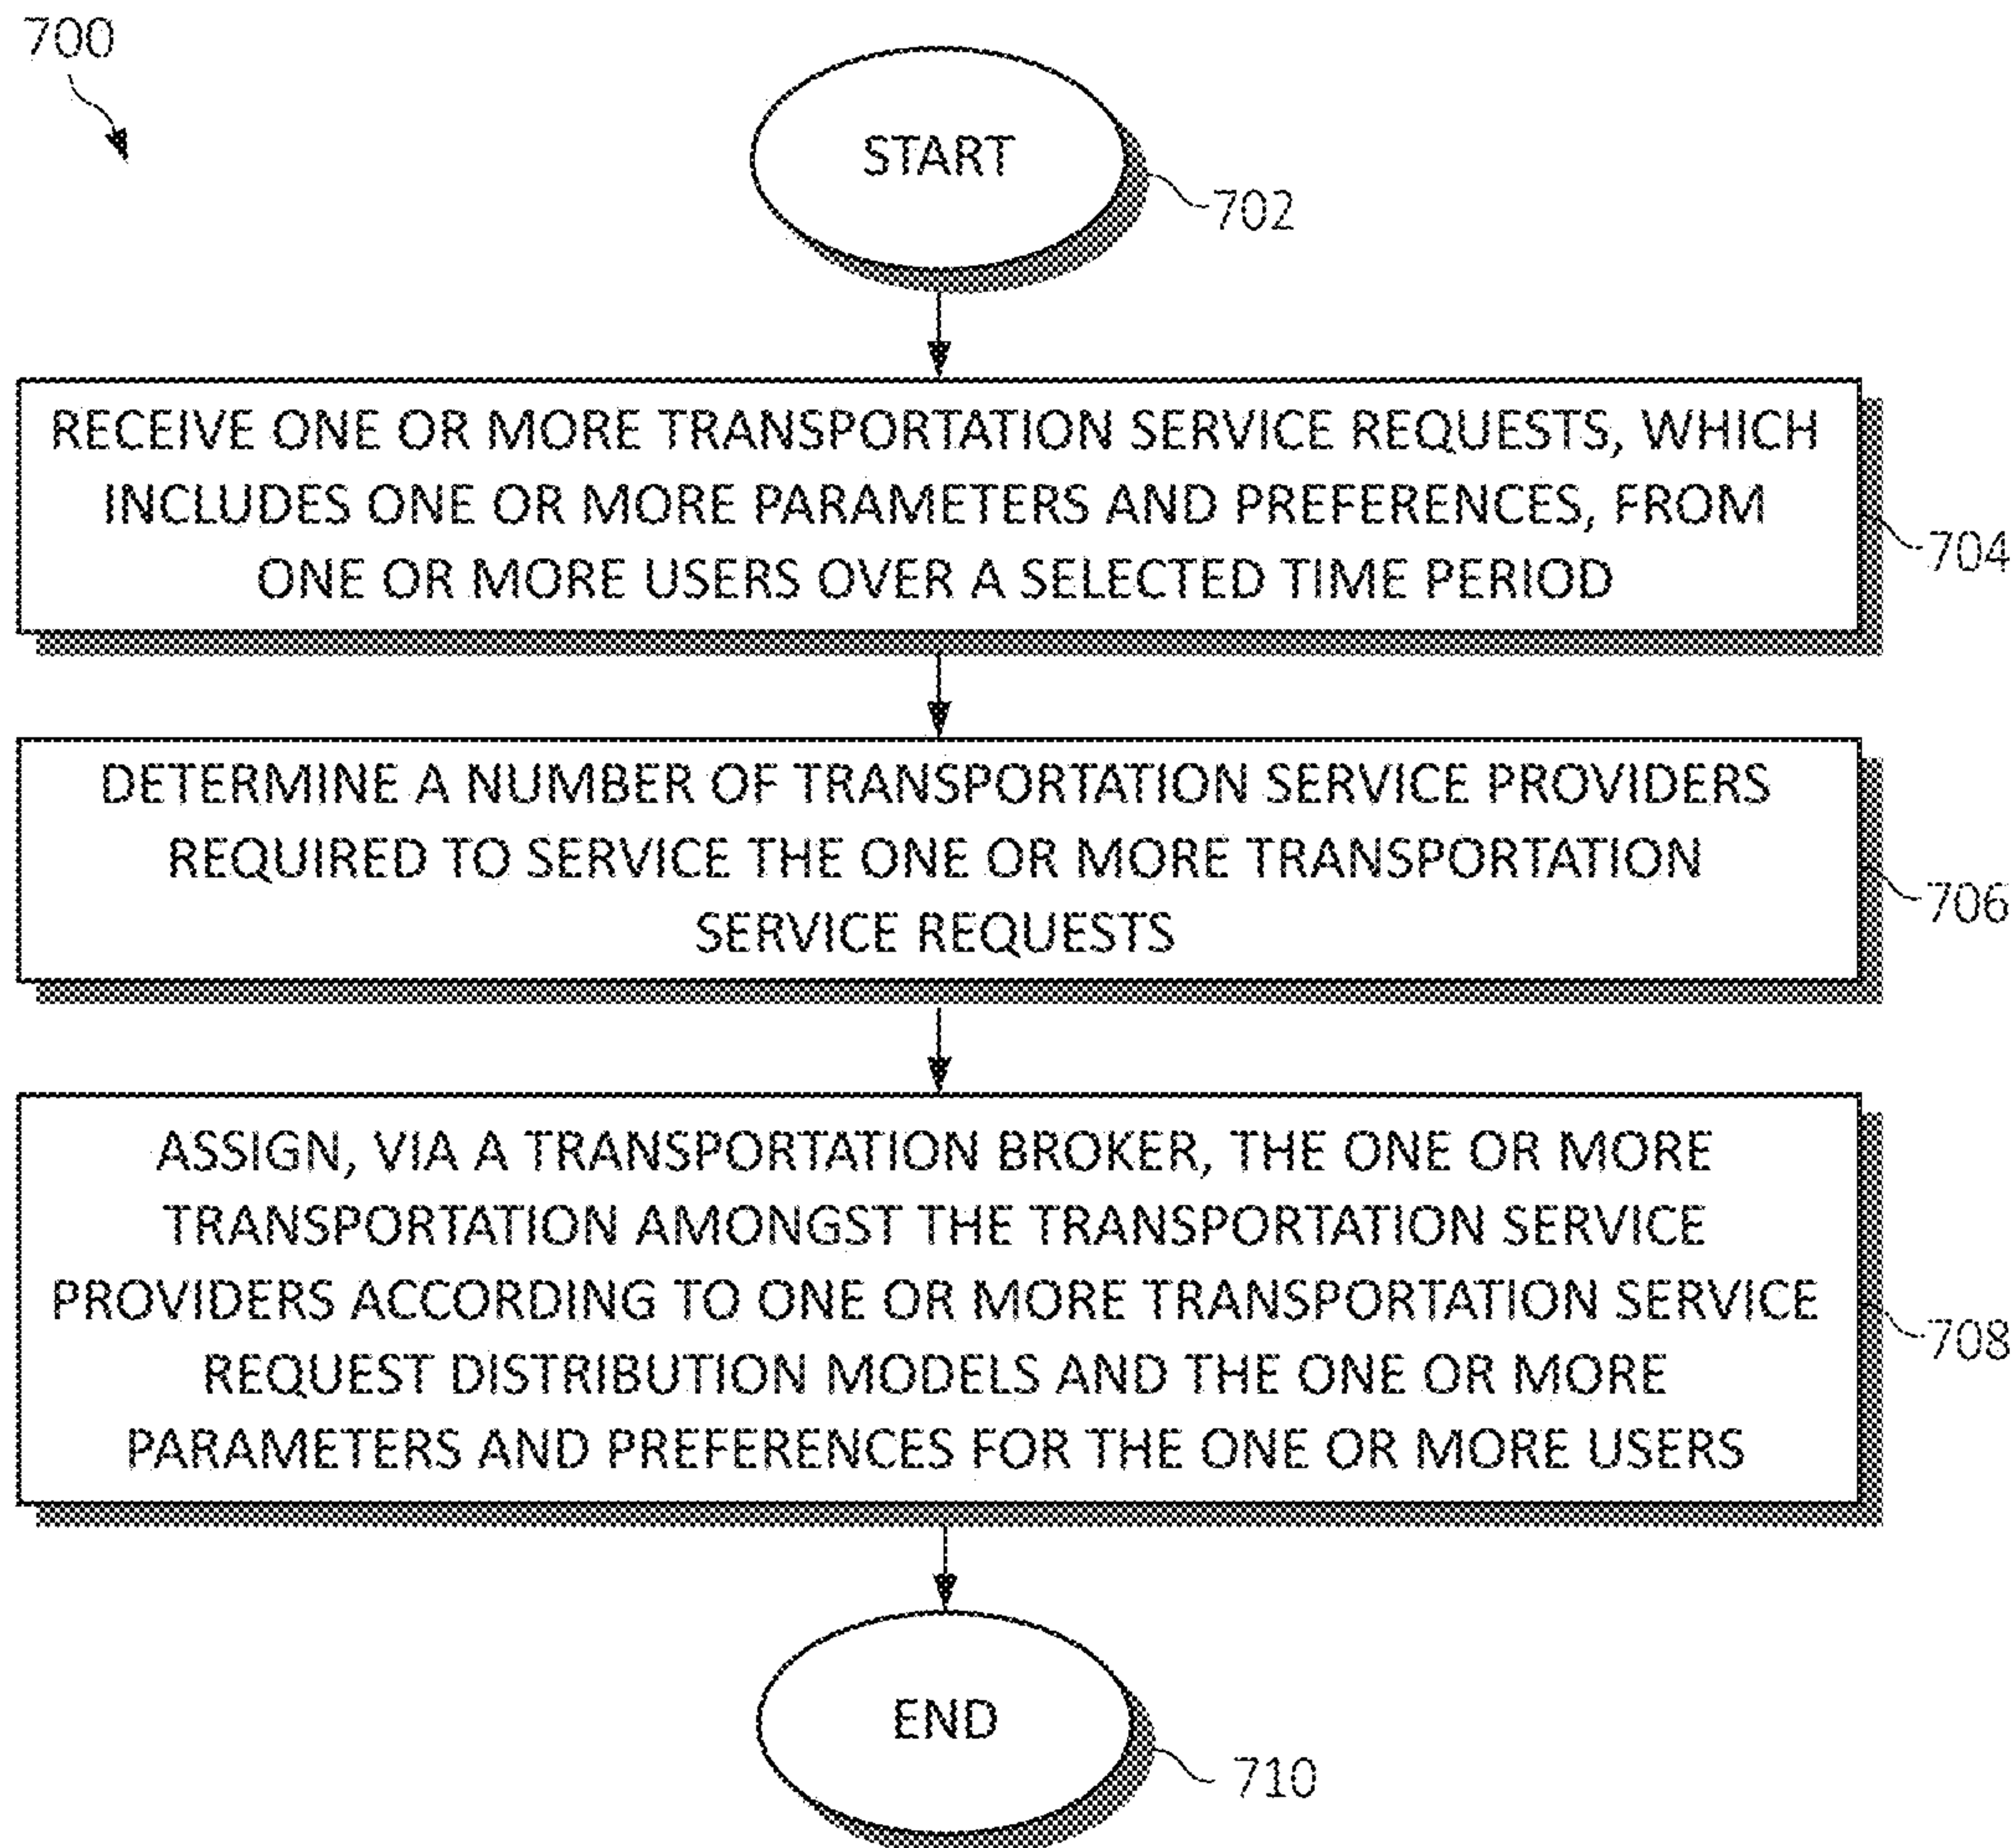 700
START
702
RECEIVE ONE OR MORE TRANSPORTATION SERVICE REQUESTS, WHICH
INCLUDES ONE OR MORE PARAMETERS AND PREFERENCES, FROM
ONE OR MORE USERS OVER A SELECTED TIME PERIOD
704
DETERMINE A NUMBER OF TRANSPORTATION SERVICE PROVIDERS
REQUIRED TO SERVICE THE ONE OR MORE TRANSPORTATION
SERVICE REQUESTS
706
ASSIGN, VIA A TRANSPORTATION BROKER, THE ONE OR MORE
TRANSPORTATION AMONGST THE TRANSPORTATION SERVICE
PROVIDERS ACCORDING TO ONE OR MORE TRANSPORTATION SERVICE
REQUEST DISTRIBUTION MODELS AND THE ONE OR MORE
PARAMETERS AND PREFERENCES FOR THE ONE OR MORE USERS
708
END
710